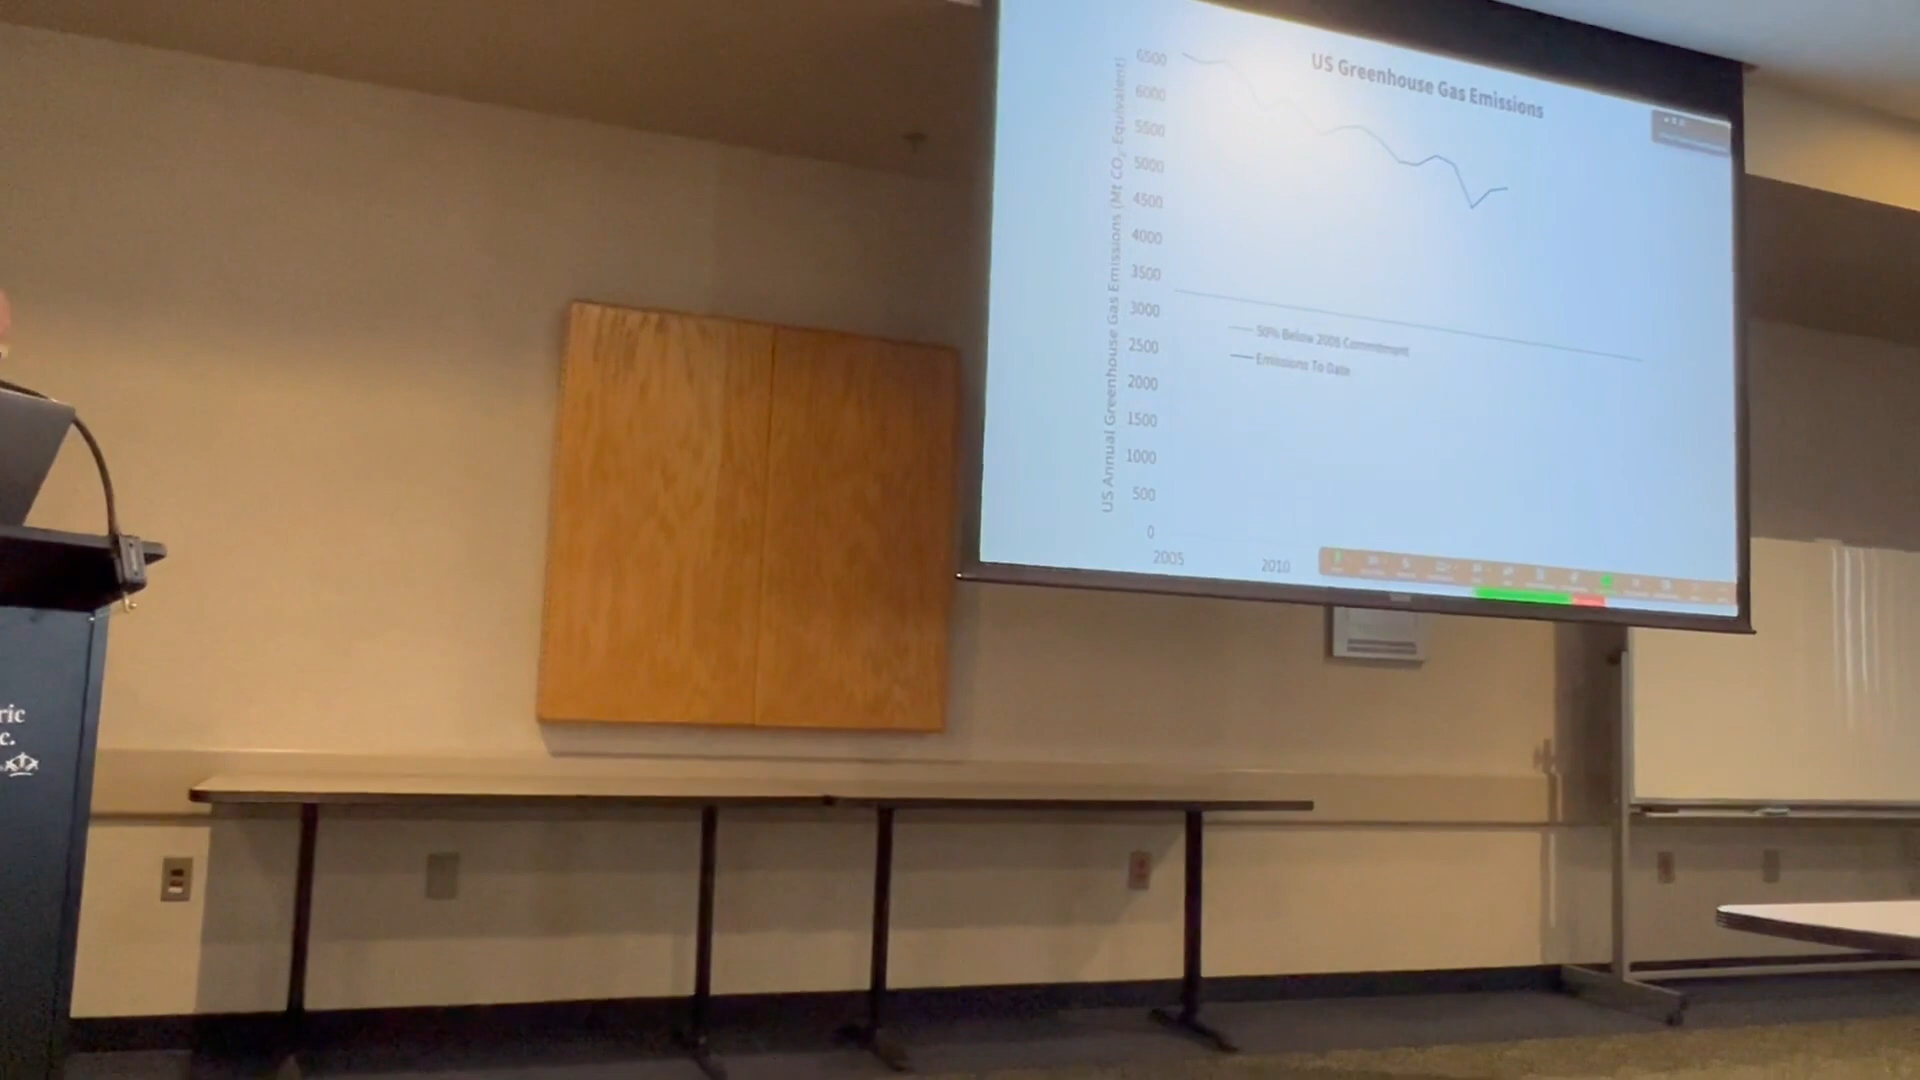 US Greenhouse Gas Emissions
US Annual Greenhouse Gas Emissions (Mt CO₂ Equivalent)
6500
6000
5500
5000
4500
4000
3500
3000
2500
2000
1500
1000
500
0
2005
2010
50% Below 2005 Commitment
Emissions To Date
ric
c.